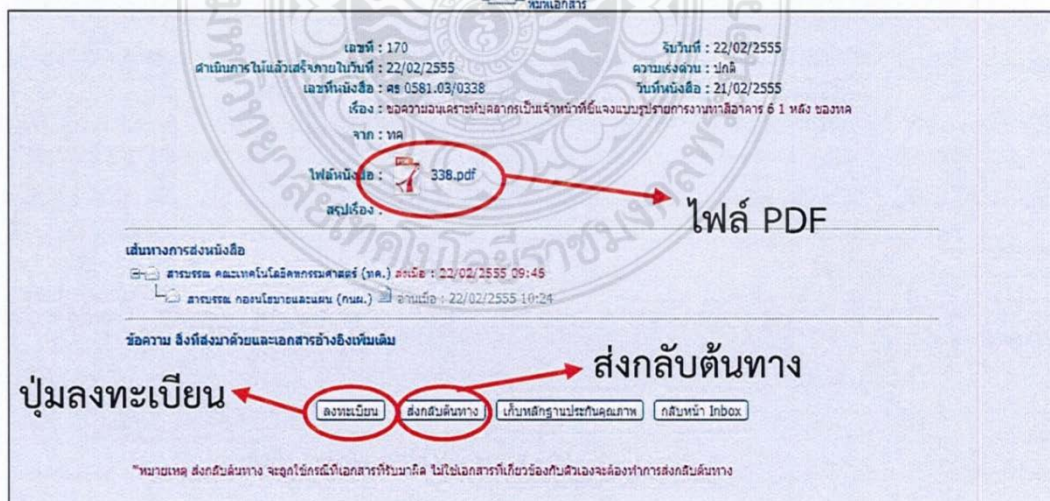 พิมพ์เอกสาร
เลขที่ : 170 รับวันที่ : 22/02/2555
ดำเนินการให้แล้วเสร็จภายในวันที่ : 22/02/2555 ความเร่งด่วน : ปกติ
เลขที่หนังสือ : ศธ 0581.03/0338 วันที่หนังสือ : 21/02/2555
เรื่อง : ขอความอนุเคราะห์บุคลากรเป็นเจ้าหน้าที่ชี้แจงแบบรูปรายการงานทาสีอาคาร 6 1 หลัง ของทค
จาก : ทค
ไฟล์หนังสือ : 338.pdf
ไฟล์ PDF
สรุปเรื่อง :
เส้นทางการส่งหนังสือ
สารบรรณ คณะเทคโนโลยีคหกรรมศาสตร์ (ทค.) ส่งเมื่อ : 22/02/2555 09:45
สารบรรณ กองนโยบายและแผน (กนผ.) อ่านเมื่อ : 22/02/2555 10:24
ข้อความ สิ่งที่ส่งมาด้วยและเอกสารอ้างอิงเพิ่มเติม
ส่งกลับต้นทาง
ปุ่มลงทะเบียน
ลงทะเบียน ส่งกลับต้นทาง เก็บหลักฐานประกันคุณภาพ กลับหน้า Inbox
"หมายเหตุ ส่งกลับต้นทาง จะถูกใช้กรณีที่เอกสารที่รับมาผิด ไม่ใช่เอกสารที่เกี่ยวข้องกับตัวเองจะต้องทำการส่งกลับต้นทาง